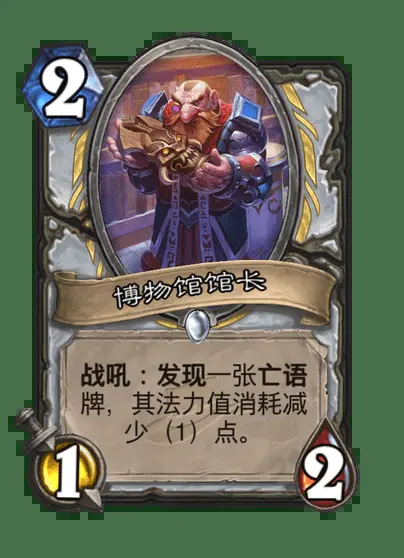 2
博物馆馆长
战吼：发现一张亡语
牌，其法力值消耗减
少（1）点。
1
2